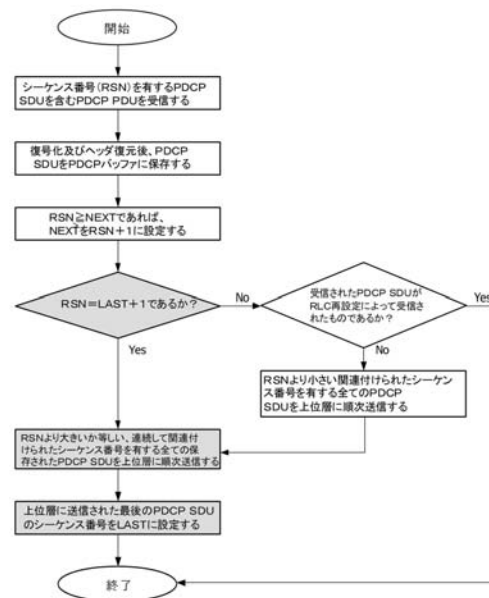 開始
シーケンス番号(RSN)を有するPDCP
SDUを含むPDCP PDUを受信する
復号化及びヘッダ復元後、PDCP
SDUをPDCPバッファに保存する
RSN≧NEXTであれば、
NEXTをRSN+1に設定する
RSN=LAST+1であるか?
No
受信されたPDCP SDUが
RLC再設定によって受信さ
れたものであるか?
Yes
Yes
No
RSNより小さい関連付けられたシーケン
ス番号を有する全てのPDCP
SDUを上位層に順次送信する
RSNより大きいか等しい、連続して関連付
けられたシーケンス番号を有する全ての保
存されたPDCP SDUを上位層に順次送信する
上位層に送信された最後のPDCP SDU
のシーケンス番号をLASTに設定する
終了